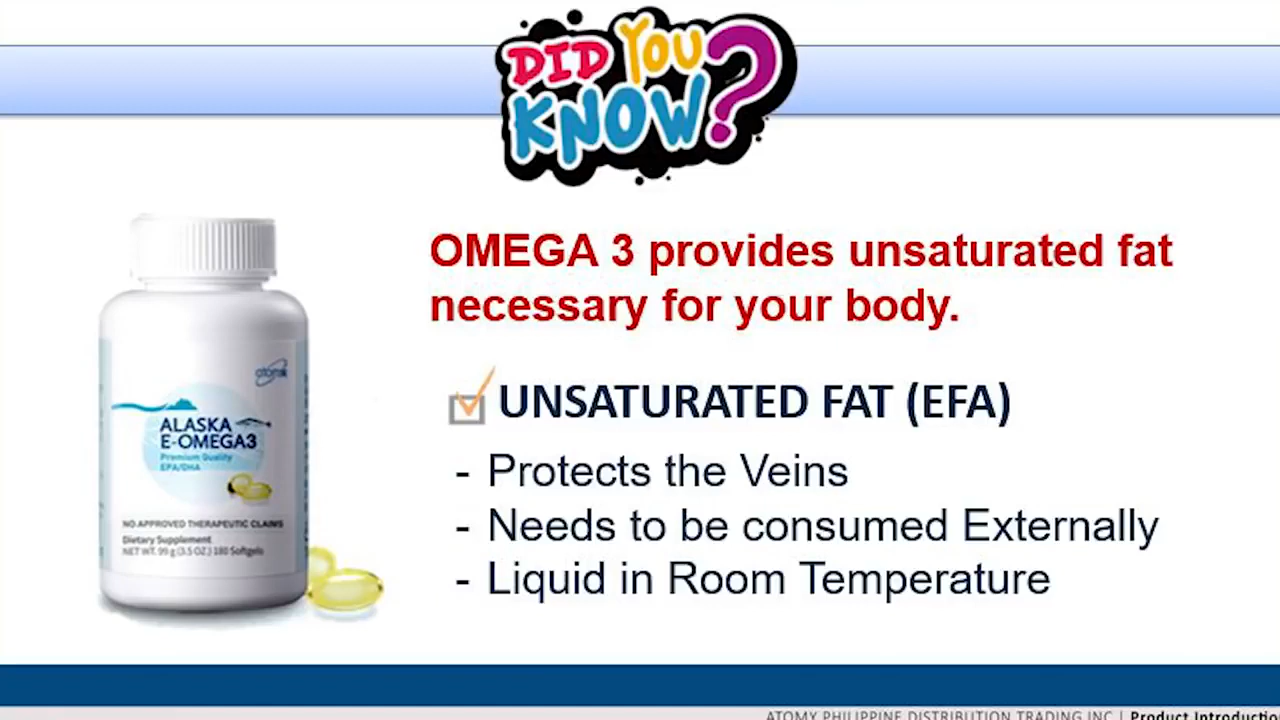 DID YOU
KNOW?
OMEGA 3 provides unsaturated fat
necessary for your body.
UNSATURATED FAT (EFA)
- Protects the Veins
- Needs to be consumed Externally
- Liquid in Room Temperature
atomy
ALASKA
E-OMEGA3
Premium Quality
EPA/DHA
NO APPROVED THERAPEUTIC CLAIMS
Dietary Supplement
NET WT. 99 g (3.5 OZ.) 180 Softgels
ATOMY PHILIPPINE DISTRIBUTION TRADING INC | Product Introductio